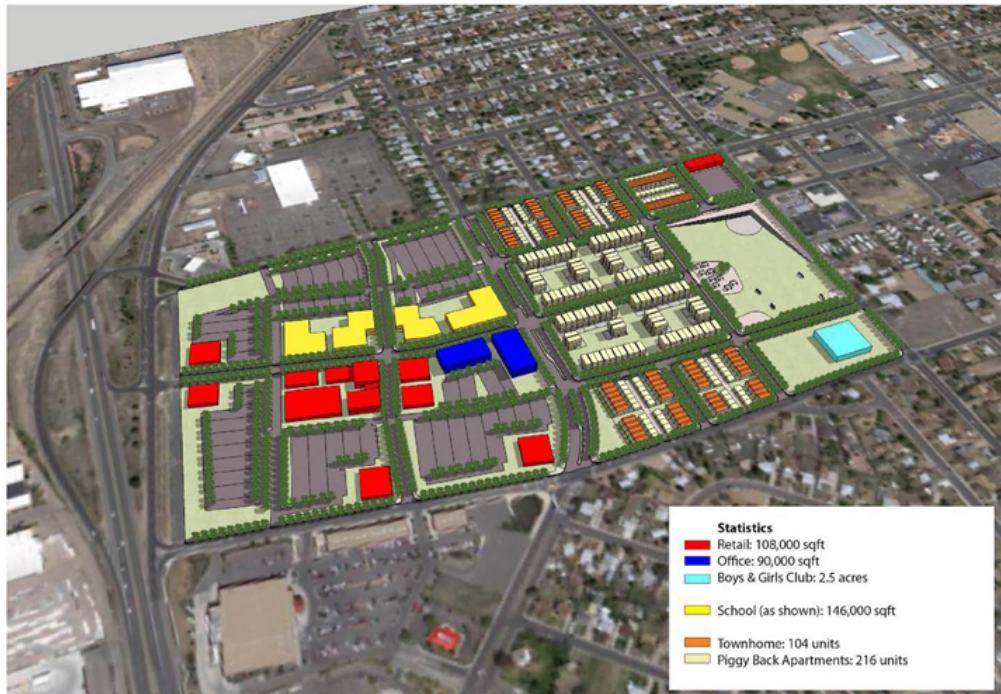 Statistics
Retail: 108,000 sqft
Office: 90,000 sqft
Boys & Girls Club: 2.5 acres
School (as shown): 146,000 sqft
Townhome: 104 units
Piggy Back Apartments: 216 units